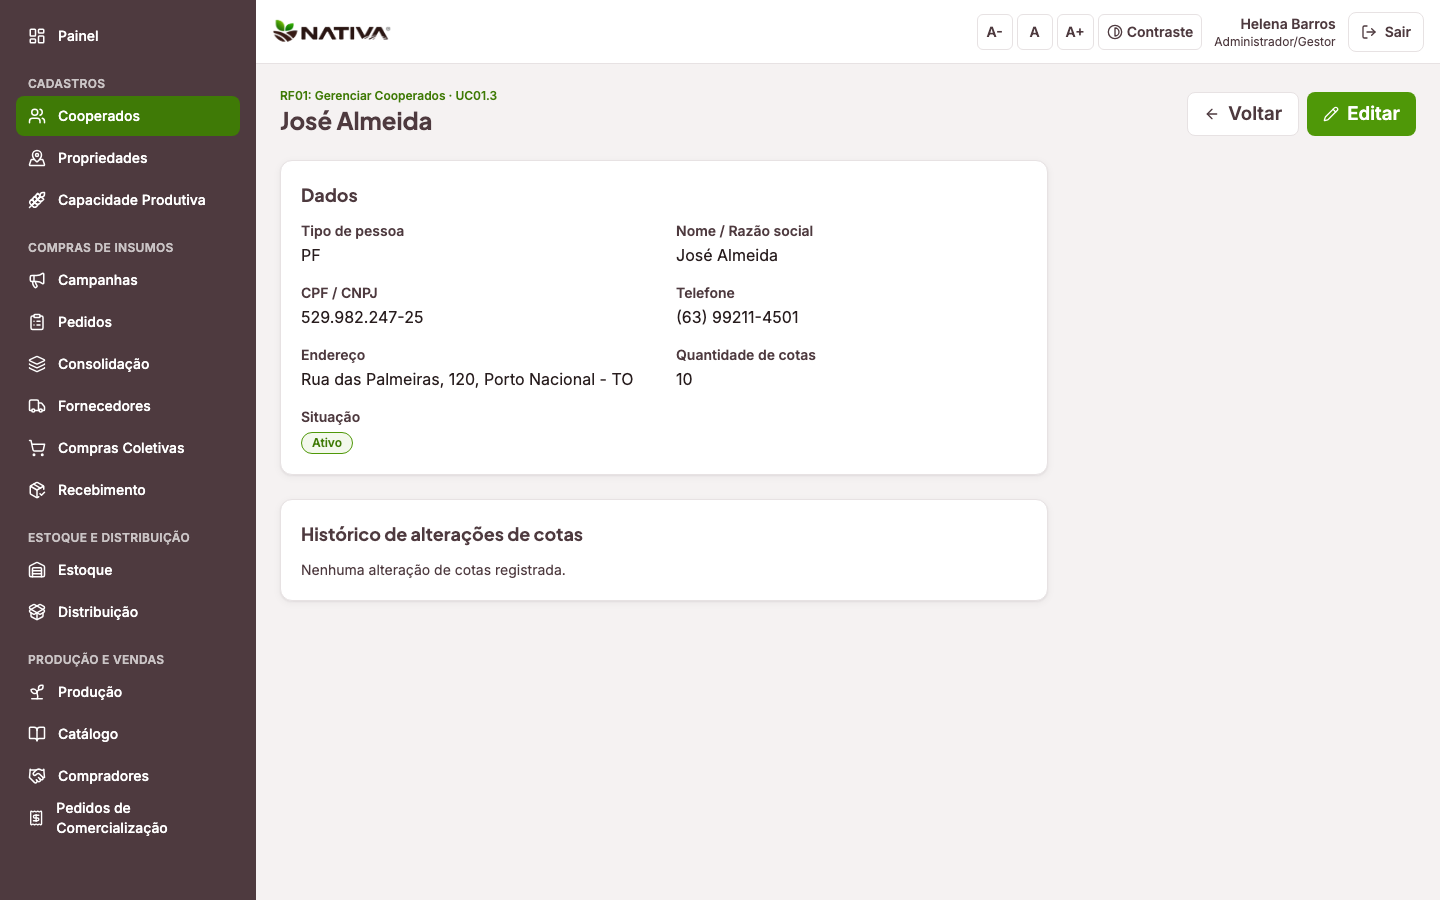 Painel
CADASTROS
Cooperados
Propriedades
Capacidade Produtiva
COMPRAS DE INSUMOS
Campanhas
Pedidos
Consolidação
Fornecedores
Compras Coletivas
Recebimento
ESTOQUE E DISTRIBUIÇÃO
Estoque
Distribuição
PRODUÇÃO E VENDAS
Produção
Catálogo
Compradores
Pedidos de
Comercialização
NATIVA
A-
A
A+
Contraste
Helena Barros
Administrador/Gestor
Sair
RF01: Gerenciar Cooperados · UC01.3
José Almeida
Voltar
Editar
Dados
Tipo de pessoa
PF
Nome / Razão social
José Almeida
CPF / CNPJ
529.982.247-25
Telefone
(63) 99211-4501
Endereço
Rua das Palmeiras, 120, Porto Nacional - TO
Quantidade de cotas
10
Situação
Ativo
Histórico de alterações de cotas
Nenhuma alteração de cotas registrada.